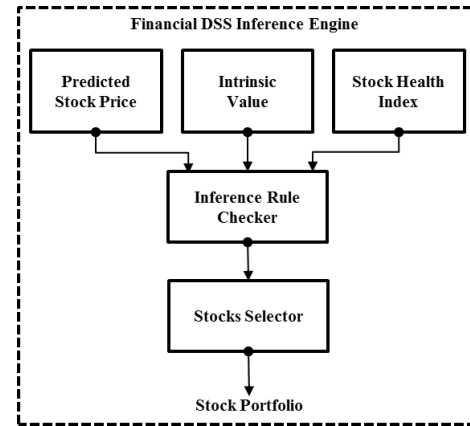 Financial DSS Inference Engine
Predicted
Stock Price
Intrinsic
Value
Stock Health
Index
Inference Rule
Checker
Stocks Selector
Stock Portfolio